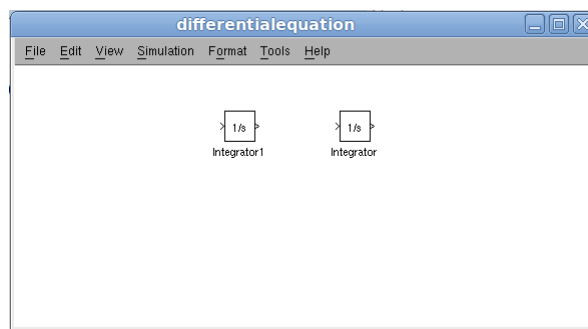 differentialequation
File Edit View Simulation Format Tools Help
1/s 1/s
Integrator1 Integrator